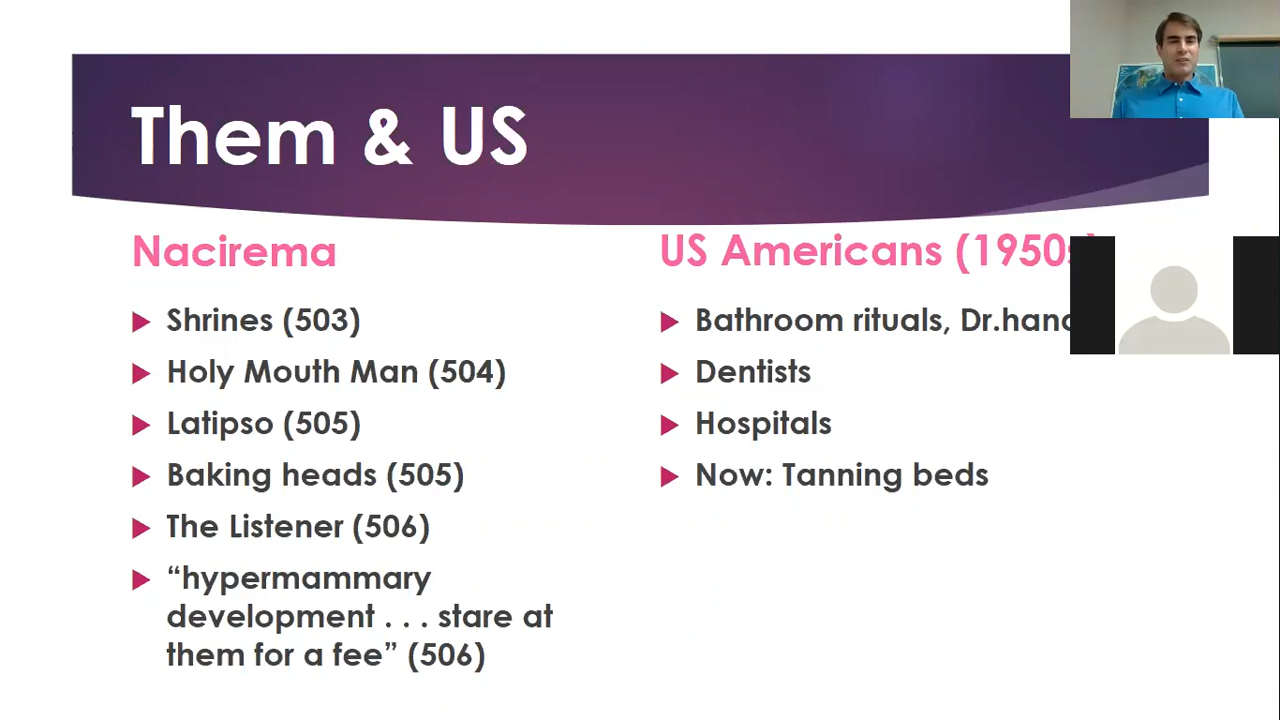 Them & US
Nacirema
Shrines (503)
Holy Mouth Man (504)
Latipso (505)
Baking heads (505)
The Listener (506)
“hypermammary
development . . . stare at
them for a fee” (506)
US Americans (1950s)
Bathroom rituals,
Dentists
Hospitals
Now: Tanning beds